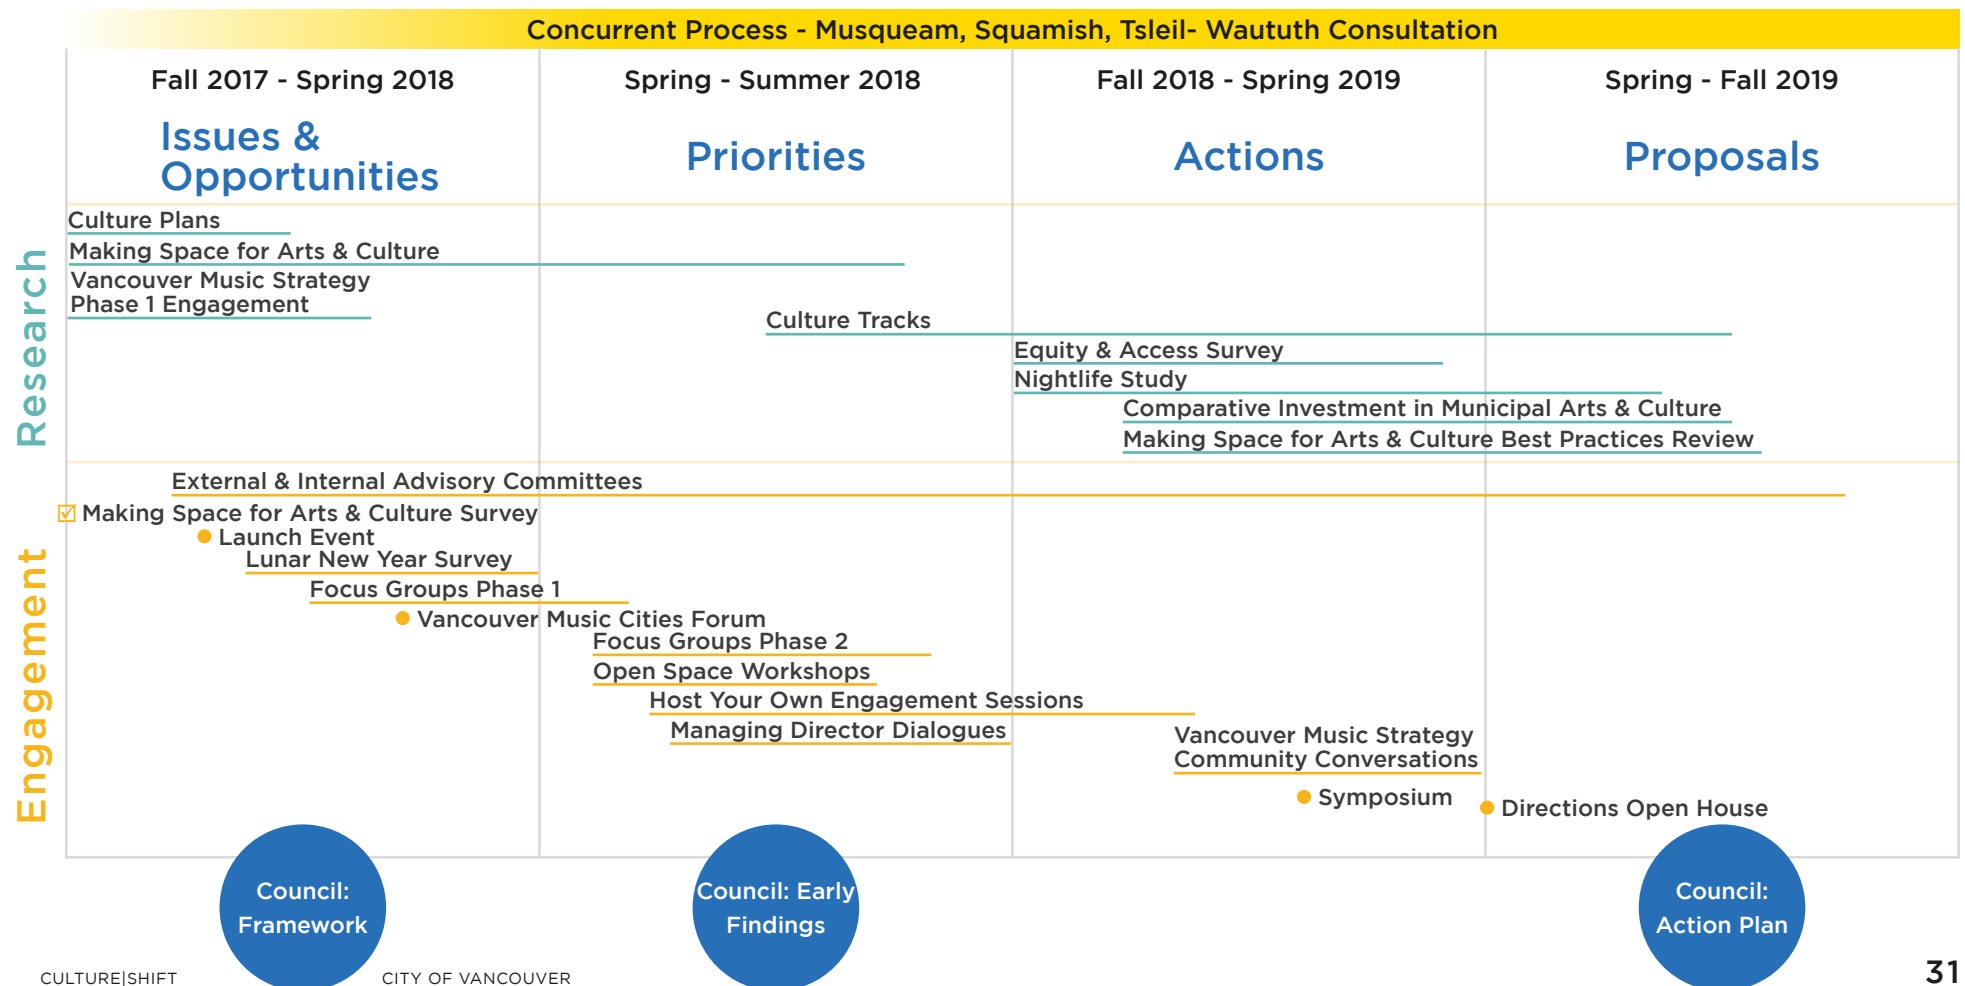 Concurrent Process - Musqueam, Squamish, Tsleil- Waututh Consultation
Fall 2017 - Spring 2018
Spring - Summer 2018
Fall 2018 - Spring 2019
Spring - Fall 2019
Issues &
Opportunities
Priorities
Actions
Proposals
Research
Culture Plans
Making Space for Arts & Culture
Vancouver Music Strategy
Phase 1 Engagement
Culture Tracks
Equity & Access Survey
Nightlife Study
Comparative Investment in Municipal Arts & Culture
Making Space for Arts & Culture Best Practices Review
Engagement
External & Internal Advisory Committees
Making Space for Arts & Culture Survey
Launch Event
Lunar New Year Survey
Focus Groups Phase 1
Vancouver Music Cities Forum
Focus Groups Phase 2
Open Space Workshops
Host Your Own Engagement Sessions
Managing Director Dialogues
Vancouver Music Strategy
Community Conversations
Symposium
Directions Open House
Council:
Framework
Council: Early
Findings
Council:
Action Plan
CULTURE|SHIFT
CITY OF VANCOUVER
31